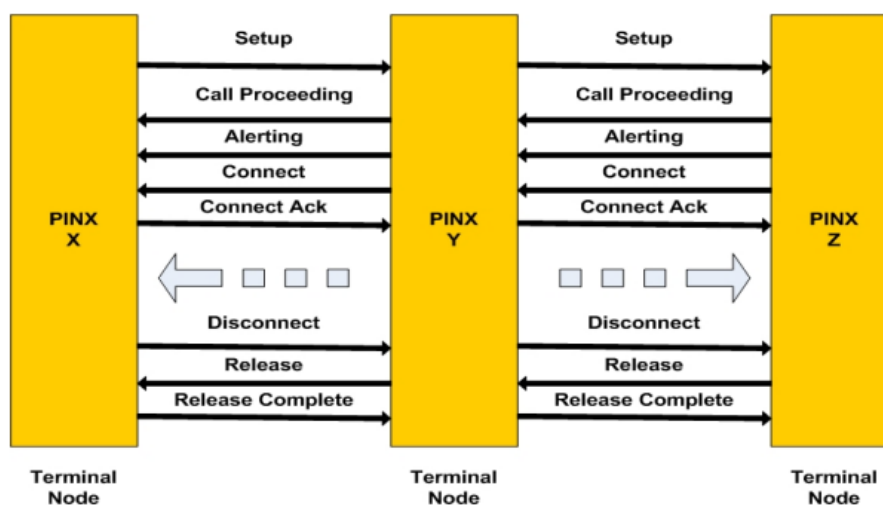 Setup
Setup
Call Proceeding
Call Proceeding
Alerting
Alerting
Connect
Connect
Connect Ack
Connect Ack
PINX
X
PINX
Y
PINX
Z
Disconnect
Disconnect
Release
Release
Release Complete
Release Complete
Terminal
Node
Terminal
Node
Terminal
Node